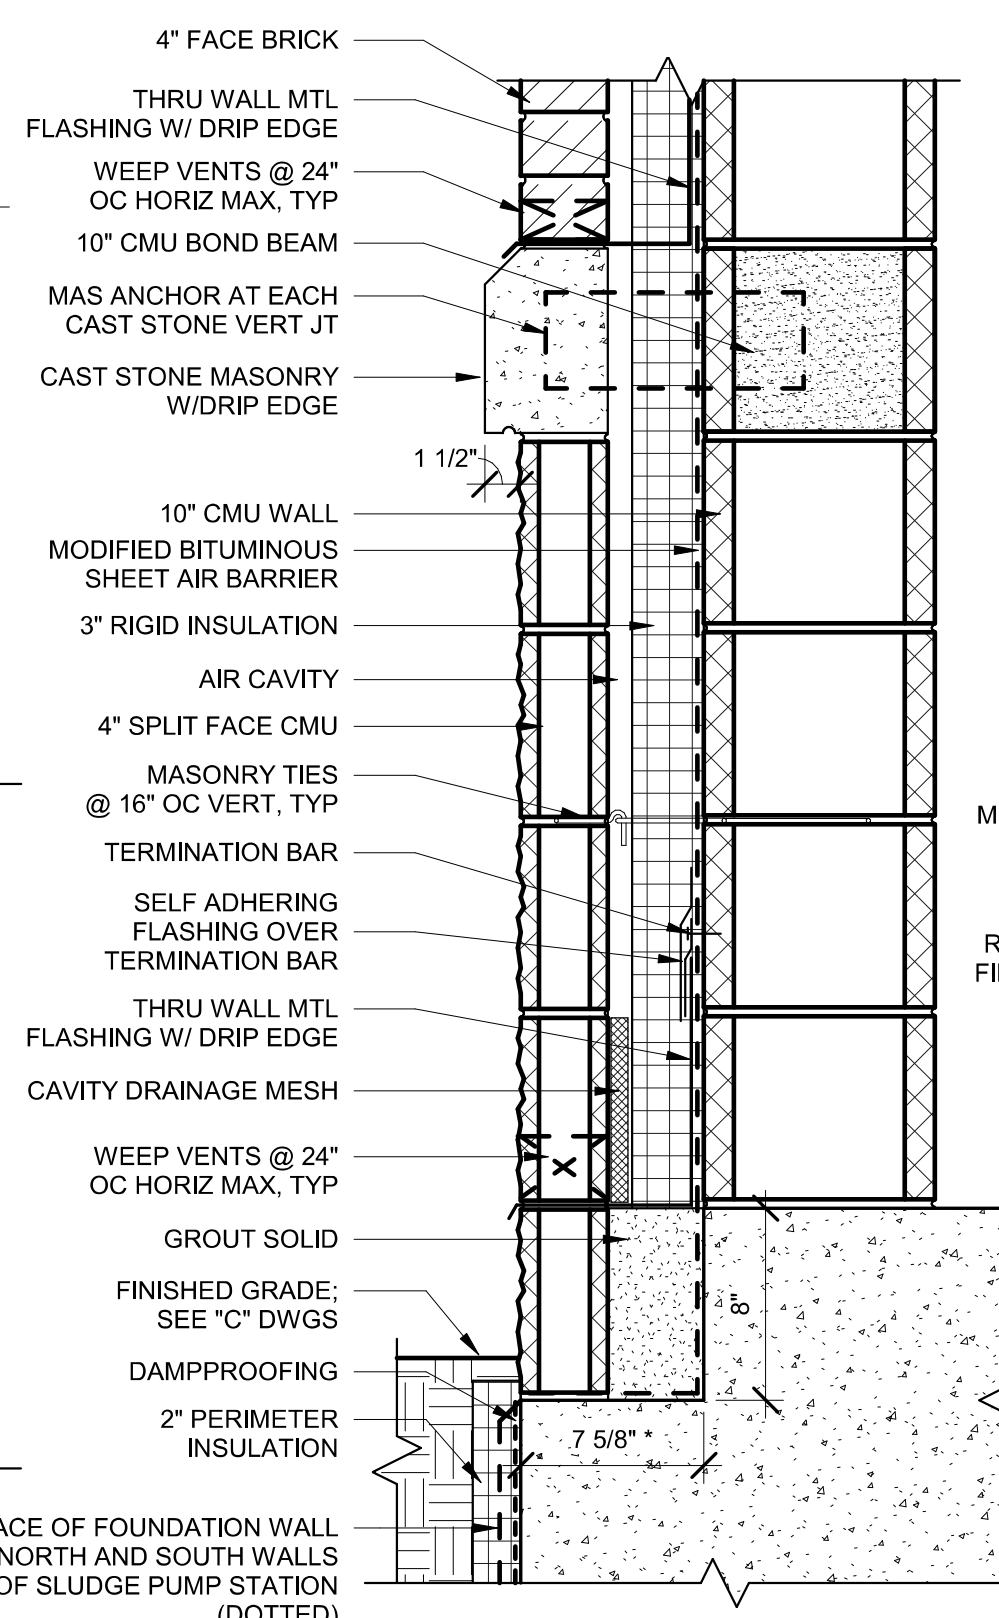 4" FACE BRICK
THRU WALL MTL
FLASHING W/ DRIP EDGE
WEEP VENTS @ 24"
OC HORIZ MAX, TYP
10" CMU BOND BEAM
MAS ANCHOR AT EACH
CAST STONE VERT JT
CAST STONE MASONRY
W/DRIP EDGE
1 1/2"
10" CMU WALL
MODIFIED BITUMINOUS
SHEET AIR BARRIER
3" RIGID INSULATION
AIR CAVITY
4" SPLIT FACE CMU
MASONRY TIES
@ 16" OC VERT, TYP
TERMINATION BAR
SELF ADHERING
FLASHING OVER
TERMINATION BAR
THRU WALL MTL
FLASHING W/ DRIP EDGE
CAVITY DRAINAGE MESH
WEEP VENTS @ 24"
OC HORIZ MAX, TYP
GROUT SOLID
FINISHED GRADE;
SEE "C" DWGS
8"
DAMPPROOFING
2" PERIMETER
INSULATION
7 5/8" *
ACE OF FOUNDATION WALL
NORTH AND SOUTH WALLS
OF SLUDGE PUMP STATION
(DOTTED)
M
R
FI